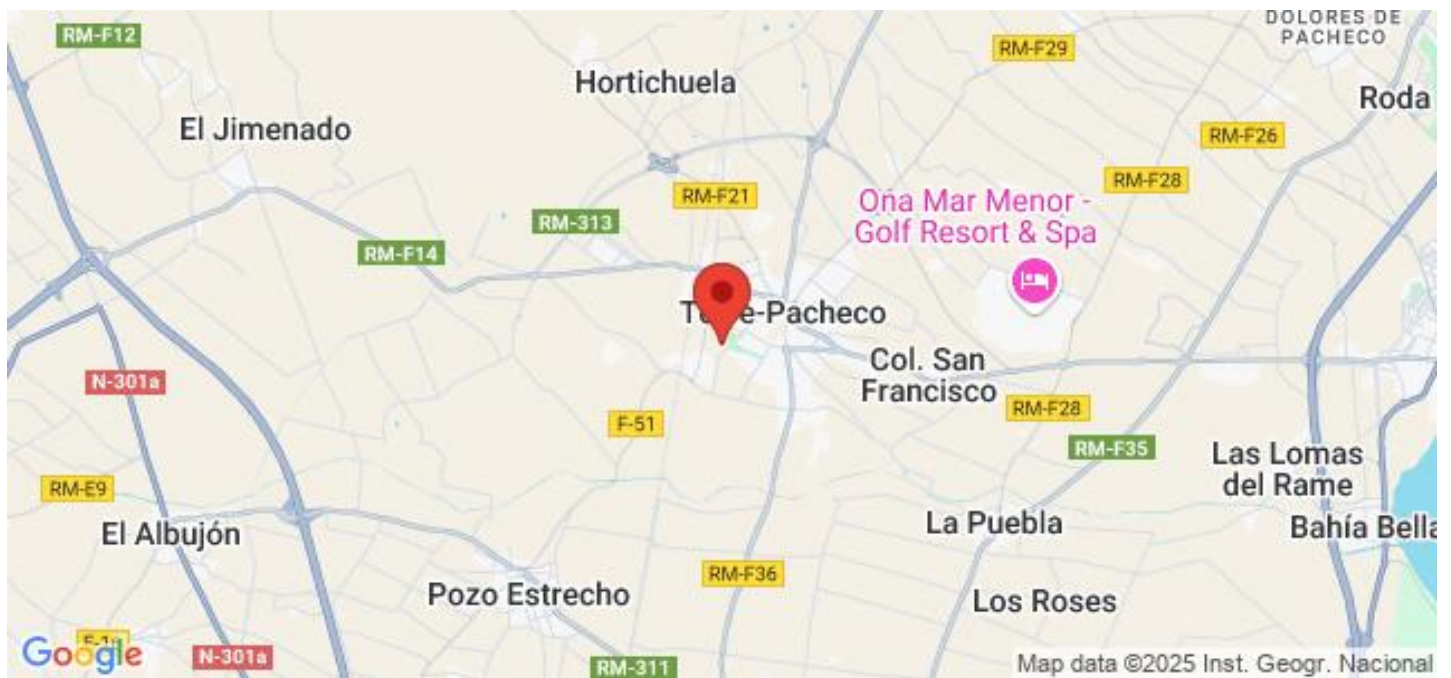 DOLORES DE
PACHECO
RM-F12
RM-F29
Hortichuela
Roda
El Jimenado
RM-F26
RM-F28
RM-F21
Oña Mar Menor -
Golf Resort & Spa
RM-313
RM-F14
Torre-Pacheco
Col. San
Francisco
N-301a
RM-F28
F-51
RM-F35
Las Lomas
del Rame
RM-E9
La Puebla
El Albujón
Bahía Bella
RM-F36
Pozo Estrecho
Los Roses
Google
N-301a
RM-311
Map data ©2025 Inst. Geogr. Nacional